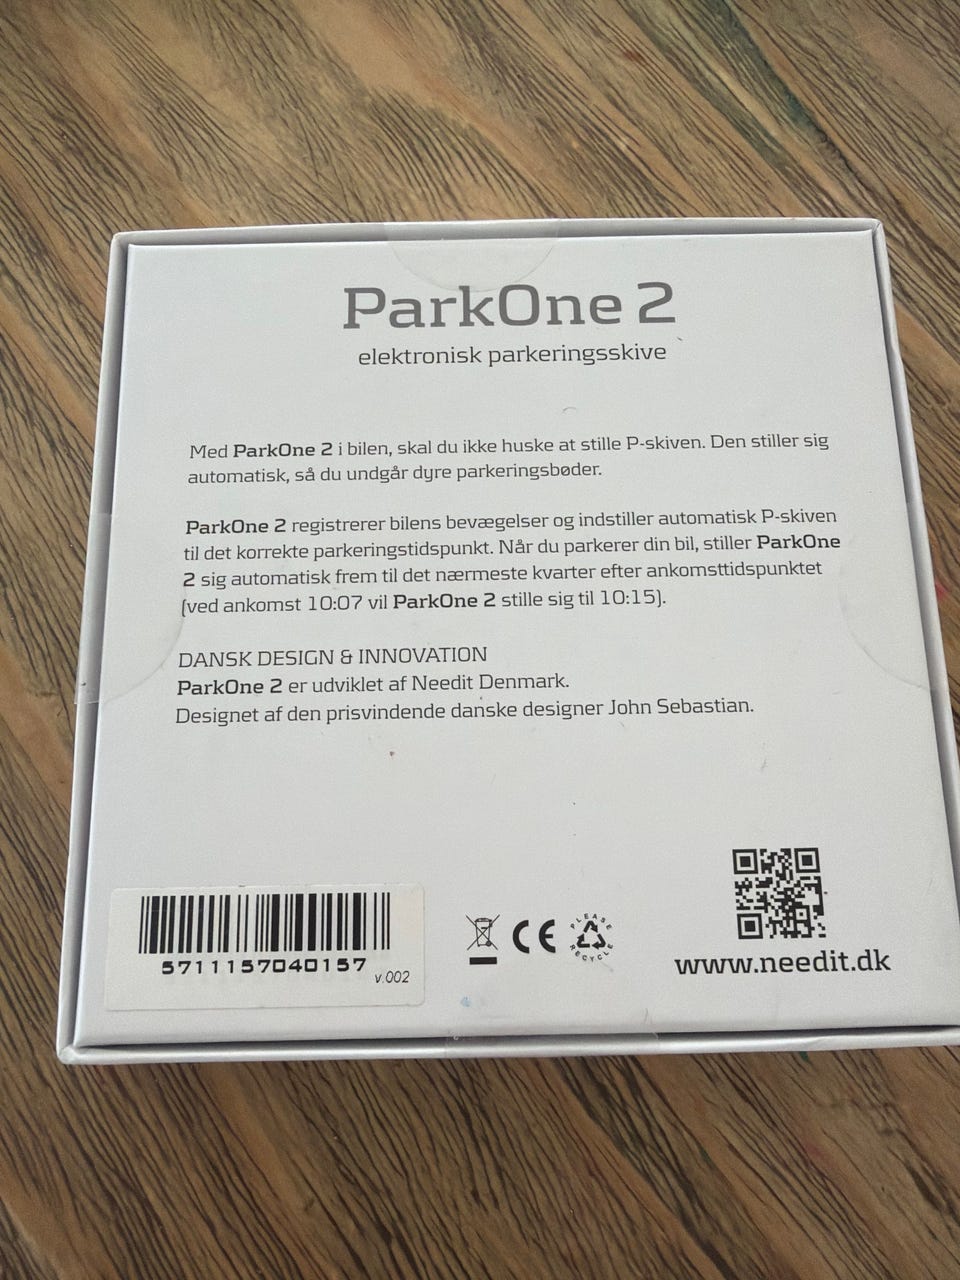 ParkOne 2
elektronisk parkeringsskive
Med ParkOne 2 i bilen, skal du ikke huske at stille P-skiven. Den stiller sig
automatisk, så du undgår dyre parkeringsbøder.
ParkOne 2 registrerer bilens bevægelser og indstiller automatisk P-skiven
til det korrekte parkeringstidspunkt. Når du parkerer din bil, stiller ParkOne
2 sig automatisk frem til det nærmeste kvarter efter ankomsttidspunktet
(ved ankomst 10:07 vil ParkOne 2 stille sig til 10:15).
DANSK DESIGN & INNOVATION
ParkOne 2 er udviklet af Needit Denmark.
Designet af den prisvindende danske designer John Sebastian.
5711157040157
v.002
CE
PLEASE
RECYCLE
www.needit.dk